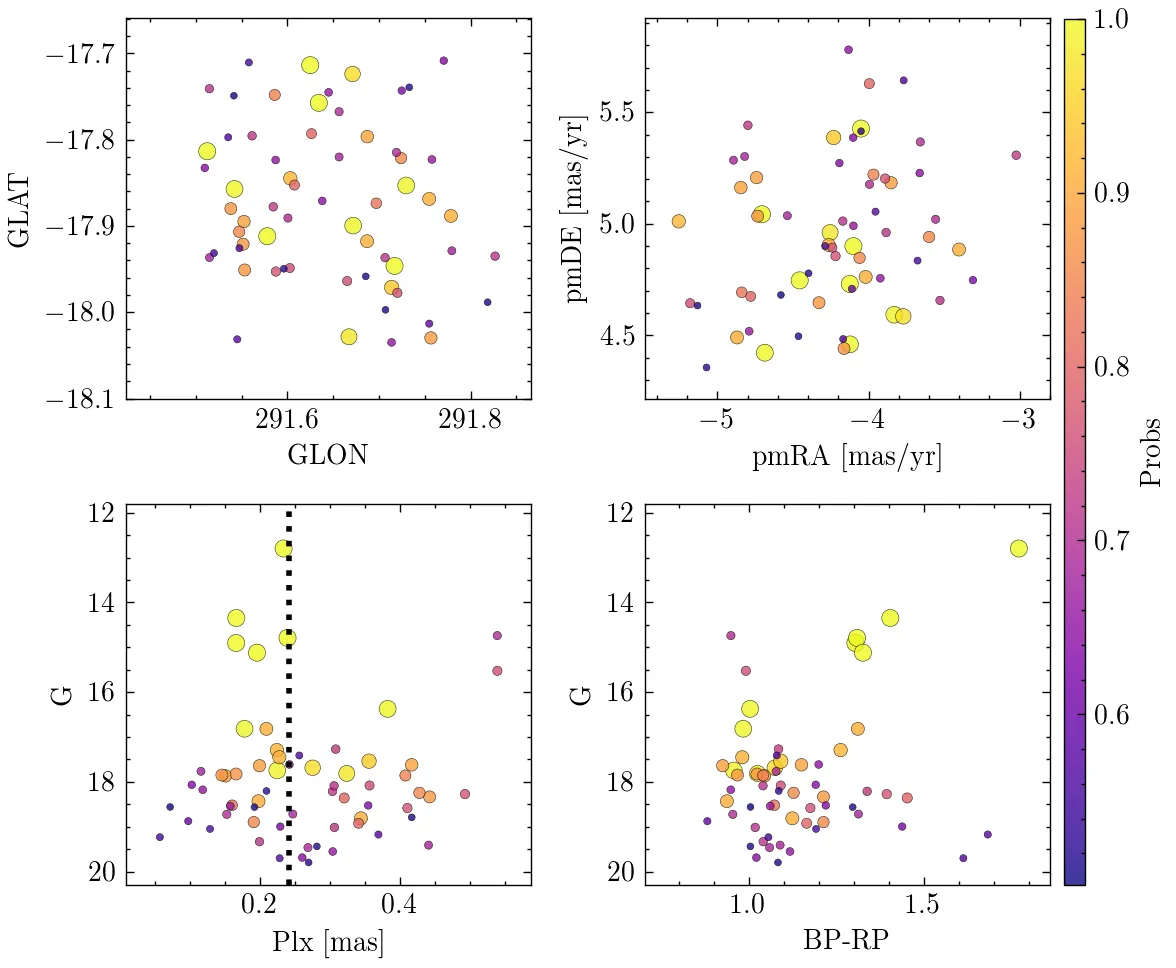 −17.7
−17.8
−17.9
−18.0
−18.1
GLAT
291.6 291.8
GLON
5.5
5.0
4.5
pmDE [mas/yr]
−5 −4 −3
pmRA [mas/yr]
12
14
16
18
20
G
0.2 0.4
Plx [mas]
12
14
16
18
20
G
1.0 1.5
BP-RP
1.0
0.9
0.8
0.7
0.6
Probs